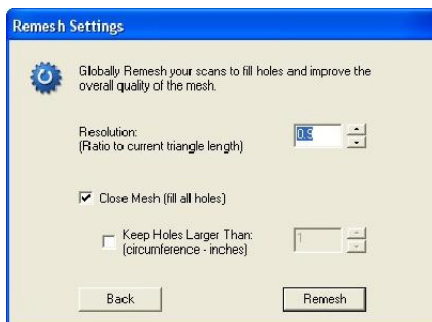 Remesh Settings
Globally Remesh your scans to fill holes and improve the
overall quality of the mesh.
Resolution:
(Ratio to current triangle length)
0.9
Close Mesh (fill all holes)
Keep Holes Larger Than:
(circumference - inches)
1
Back
Remesh